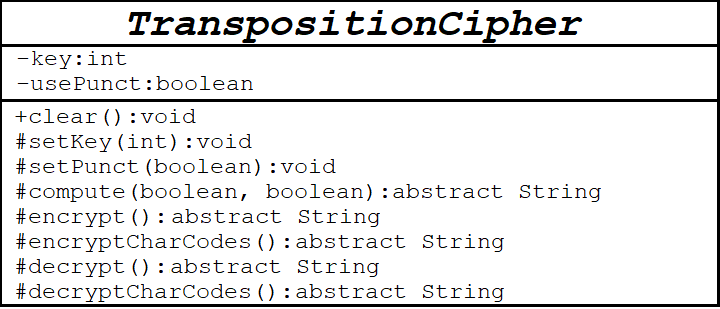 TranspositionCipher
-key:int
-usePunct:boolean
+clear():void
#setKey(int):void
#setPunct(boolean):void
#compute(boolean, boolean):abstract String
#encrypt():abstract String
#encryptCharCodes():abstract String
#decrypt():abstract String
#decryptCharCodes():abstract String